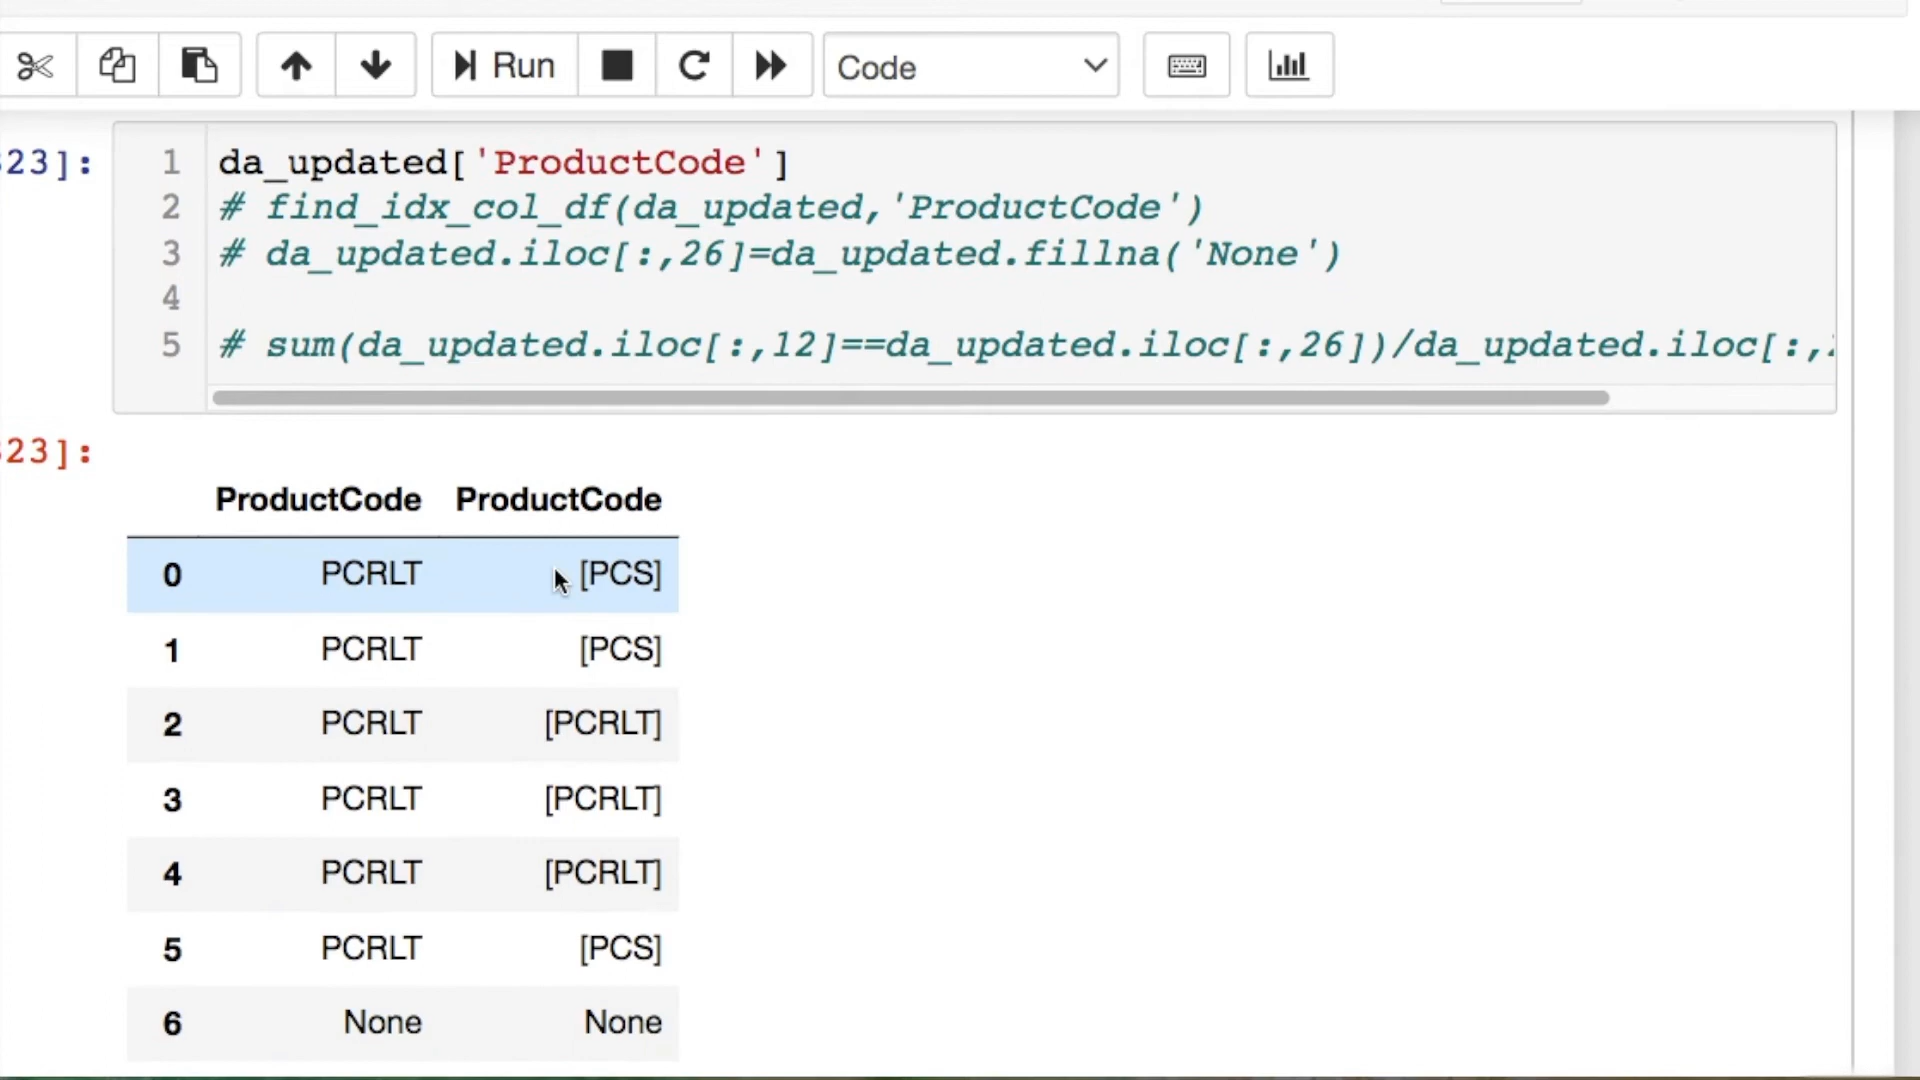 Run
Code
23]:
1 da_updated['ProductCode']
2 # find_idx_col_df(da_updated,'ProductCode')
3 # da_updated.iloc[:,26]=da_updated.fillna('None')
4
5 # sum(da_updated.iloc[:,12]==da_updated.iloc[:,26])/da_updated.iloc[:,
23]:
ProductCode ProductCode
0 PCRLT [PCS]
1 PCRLT [PCS]
2 PCRLT [PCRLT]
3 PCRLT [PCRLT]
4 PCRLT [PCRLT]
5 PCRLT [PCS]
6 None None